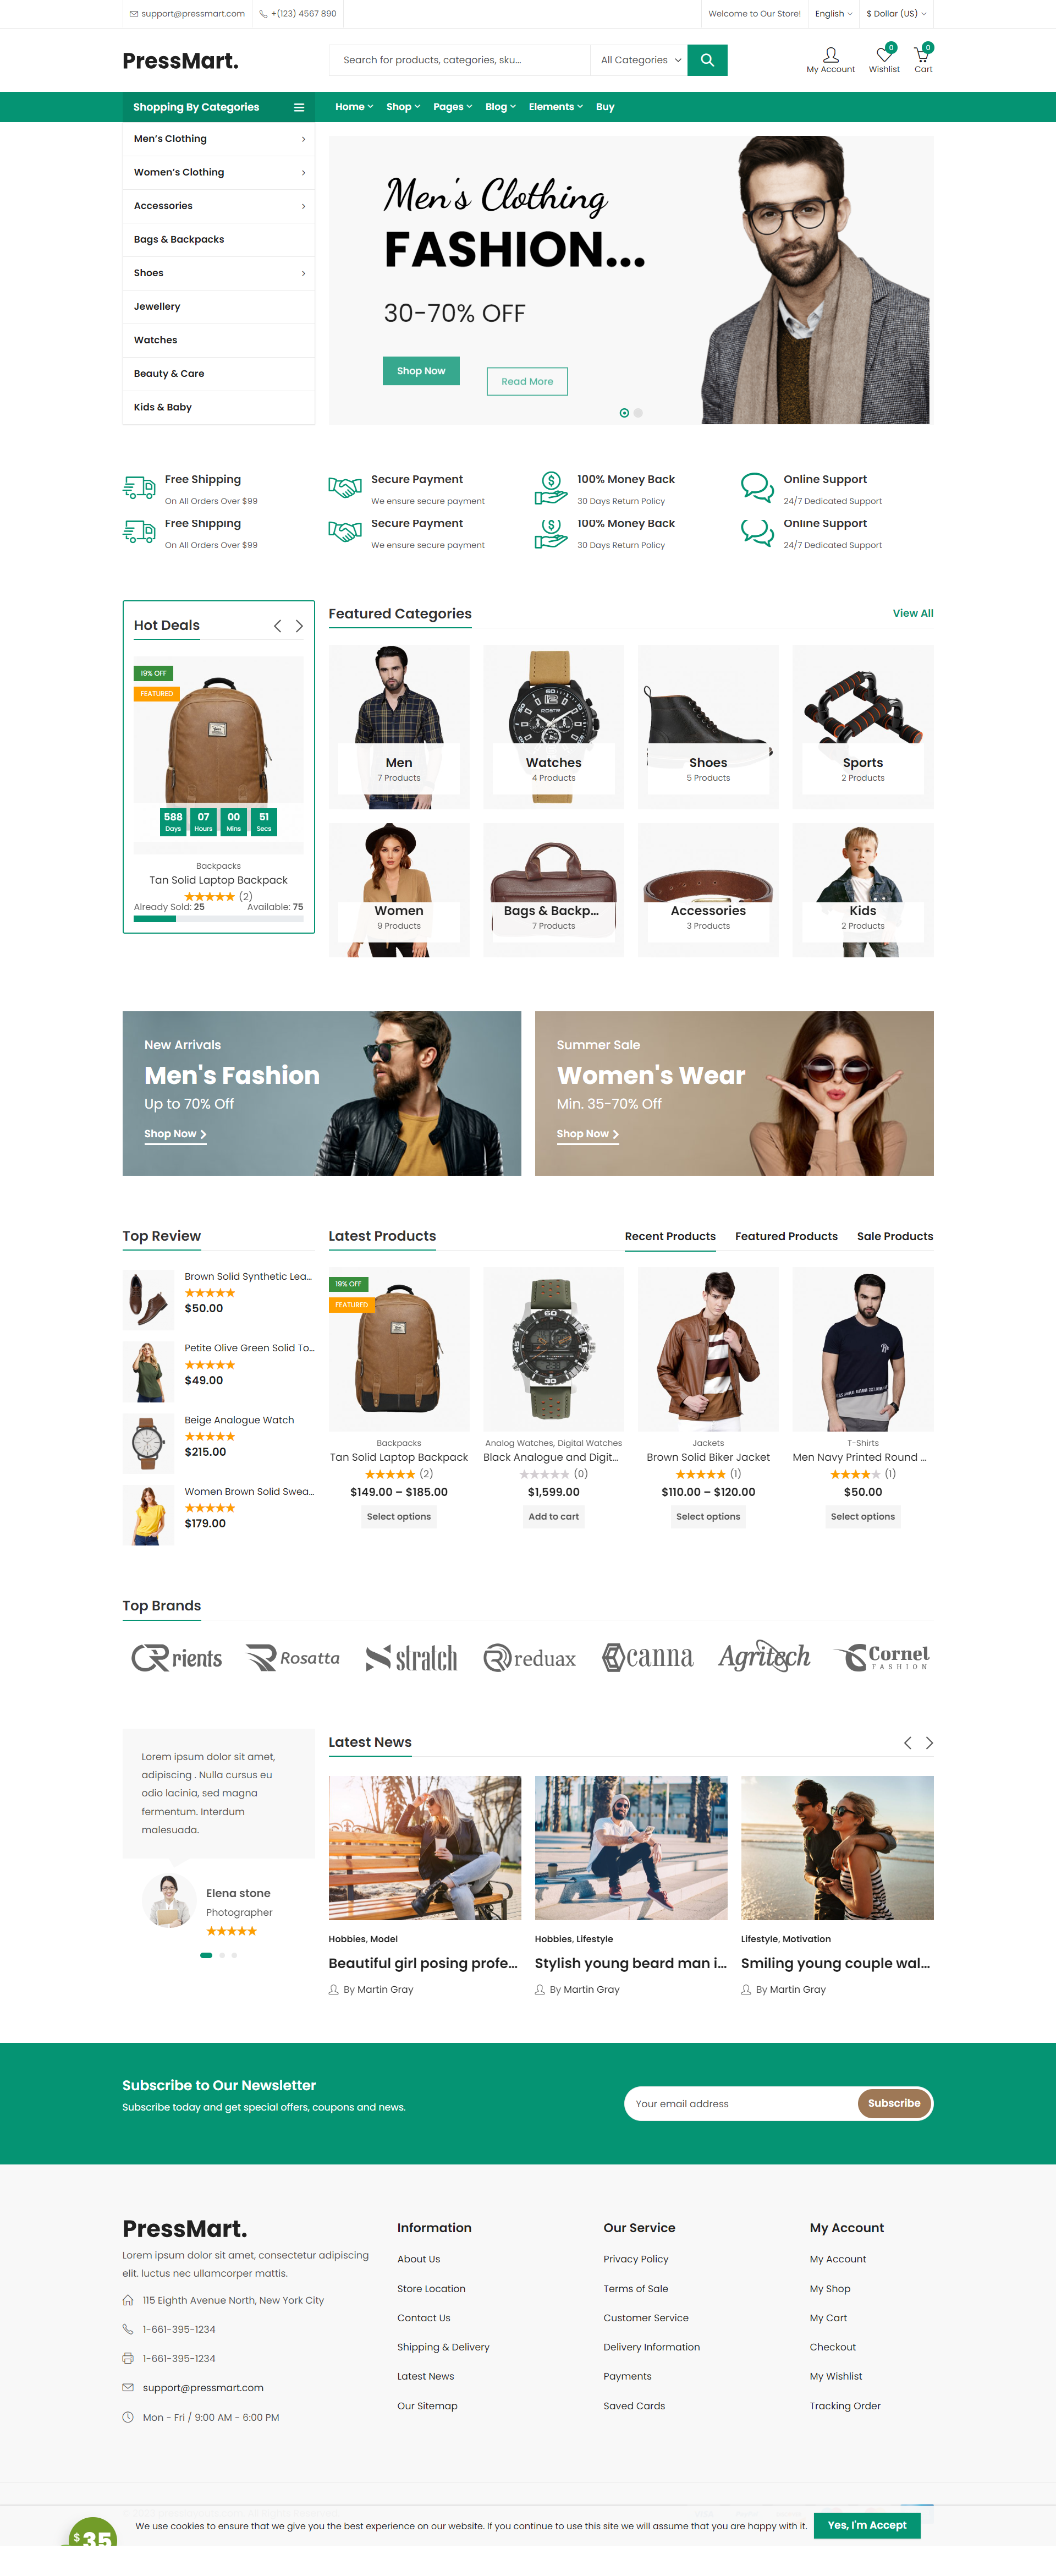 support@pressmart.com
+(123) 4567 890
Welcome to Our Store!
English
$ Dollar (US)
PressMart.
Search for products, categories, sku...
All Categories
My Account
0
Wishlist
0
Cart
Shopping By Categories
Home
Shop
Pages
Blog
Elements
Buy
Men's Clothing
Women's Clothing
Accessories
Bags & Backpacks
Shoes
Jewellery
Watches
Beauty & Care
Kids & Baby
Men's Clothing
FASHION...
30-70% OFF
Shop Now
Read More
Free Shipping
On All Orders Over $99
Secure Payment
We ensure secure payment
100% Money Back
30 Days Return Policy
Online Support
24/7 Dedicated Support
Free Shipping
On All Orders Over $99
Secure Payment
We ensure secure payment
100% Money Back
30 Days Return Policy
Online Support
24/7 Dedicated Support
Hot Deals
19% OFF
FEATURED
588 Days
07 Hours
00 Mins
51 Secs
Backpacks
Tan Solid Laptop Backpack
(2)
Already Sold: 25
Available: 75
Featured Categories
View All
Men
7 Products
Watches
4 Products
Shoes
5 Products
Sports
2 Products
Women
9 Products
Bags & Backp...
7 Products
Accessories
3 Products
Kids
2 Products
New Arrivals
Men's Fashion
Up to 70% Off
Shop Now
Summer Sale
Women's Wear
Min. 35-70% Off
Shop Now
Top Review
Brown Solid Synthetic Lea...
$50.00
Petite Olive Green Solid To...
$49.00
Beige Analogue Watch
$215.00
Women Brown Solid Swea...
$179.00
Latest Products
Recent Products
Featured Products
Sale Products
19% OFF
FEATURED
Backpacks
Tan Solid Laptop Backpack
(2)
$149.00 – $185.00
Select options
Analog Watches, Digital Watches
Black Analogue and Digit...
(0)
$1,599.00
Add to cart
Jackets
Brown Solid Biker Jacket
(1)
$110.00 – $120.00
Select options
T-Shirts
Men Navy Printed Round ...
(1)
$50.00
Select options
Top Brands
Orients
Rosatta
stratch
reduax
canna
Agritech
Cornel
FASHION
Lorem ipsum dolor sit amet,
adipiscing . Nulla cursus eu
odio lacinia, sed magna
fermentum. Interdum
malesuada.
Elena stone
Photographer
Latest News
Hobbies, Model
Beautiful girl posing profe...
By Martin Gray
Hobbies, Lifestyle
Stylish young beard man i...
By Martin Gray
Lifestyle, Motivation
Smiling young couple wal...
By Martin Gray
Subscribe to Our Newsletter
Subscribe today and get special offers, coupons and news.
Your email address
Subscribe
PressMart.
Lorem ipsum dolor sit amet, consectetur adipiscing
elit. luctus nec ullamcorper mattis.
115 Eighth Avenue North, New York City
1-661-395-1234
1-661-395-1234
support@pressmart.com
Mon - Fri / 9:00 AM - 6:00 PM
Information
About Us
Store Location
Contact Us
Shipping & Delivery
Latest News
Our Sitemap
Our Service
Privacy Policy
Terms of Sale
Customer Service
Delivery Information
Payments
Saved Cards
My Account
My Account
My Shop
My Cart
Checkout
My Wishlist
Tracking Order
$35
We use cookies to ensure that we give you the best experience on our website. If you continue to use this site we will assume that you are happy with it.
Yes, I'm Accept